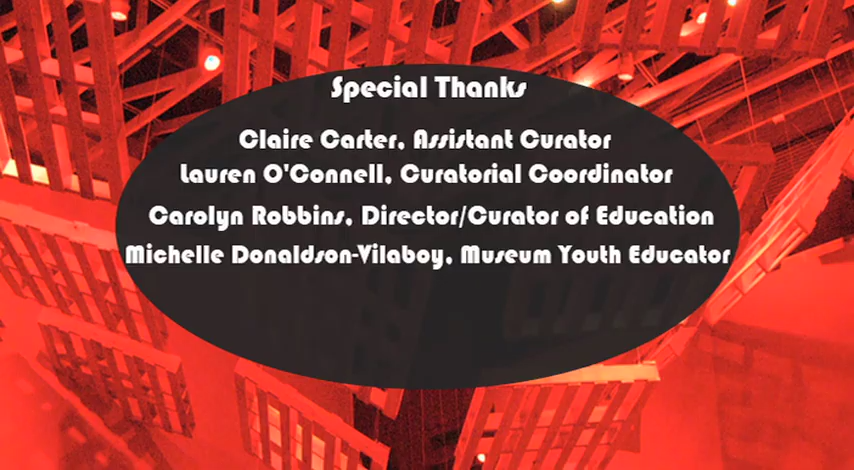 Special Thanks
Claire Carter, Assistant Curator
Lauren O'Connell, Curatorial Coordinator
Carolyn Robbins, Director/Curator of Education
Michelle Donaldson-Vilaboy, Museum Youth Educator